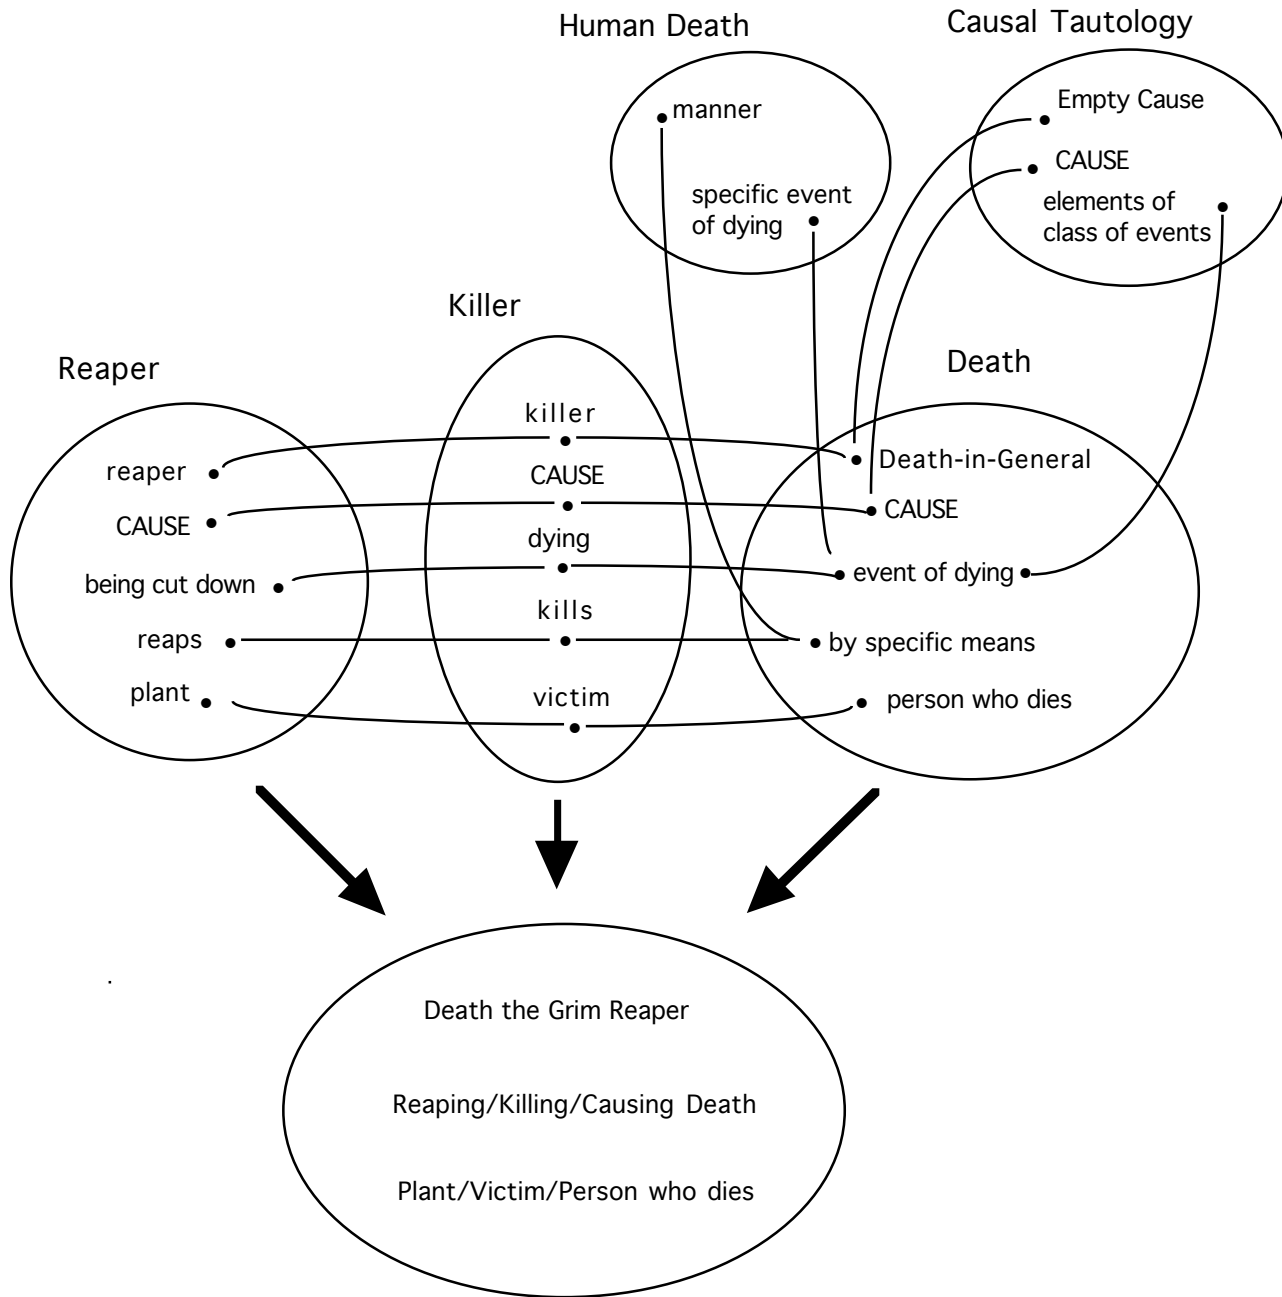 Human Death
Causal Tautology
manner
specific event
of dying
Empty Cause
CAUSE
elements of
class of events
Reaper
reaper
CAUSE
being cut down
reaps
plant
Killer
killer
CAUSE
dying
kills
victim
Death
Death-in-General
CAUSE
event of dying
by specific means
person who dies
Death the Grim Reaper
Reaping/Killing/Causing Death
Plant/Victim/Person who dies